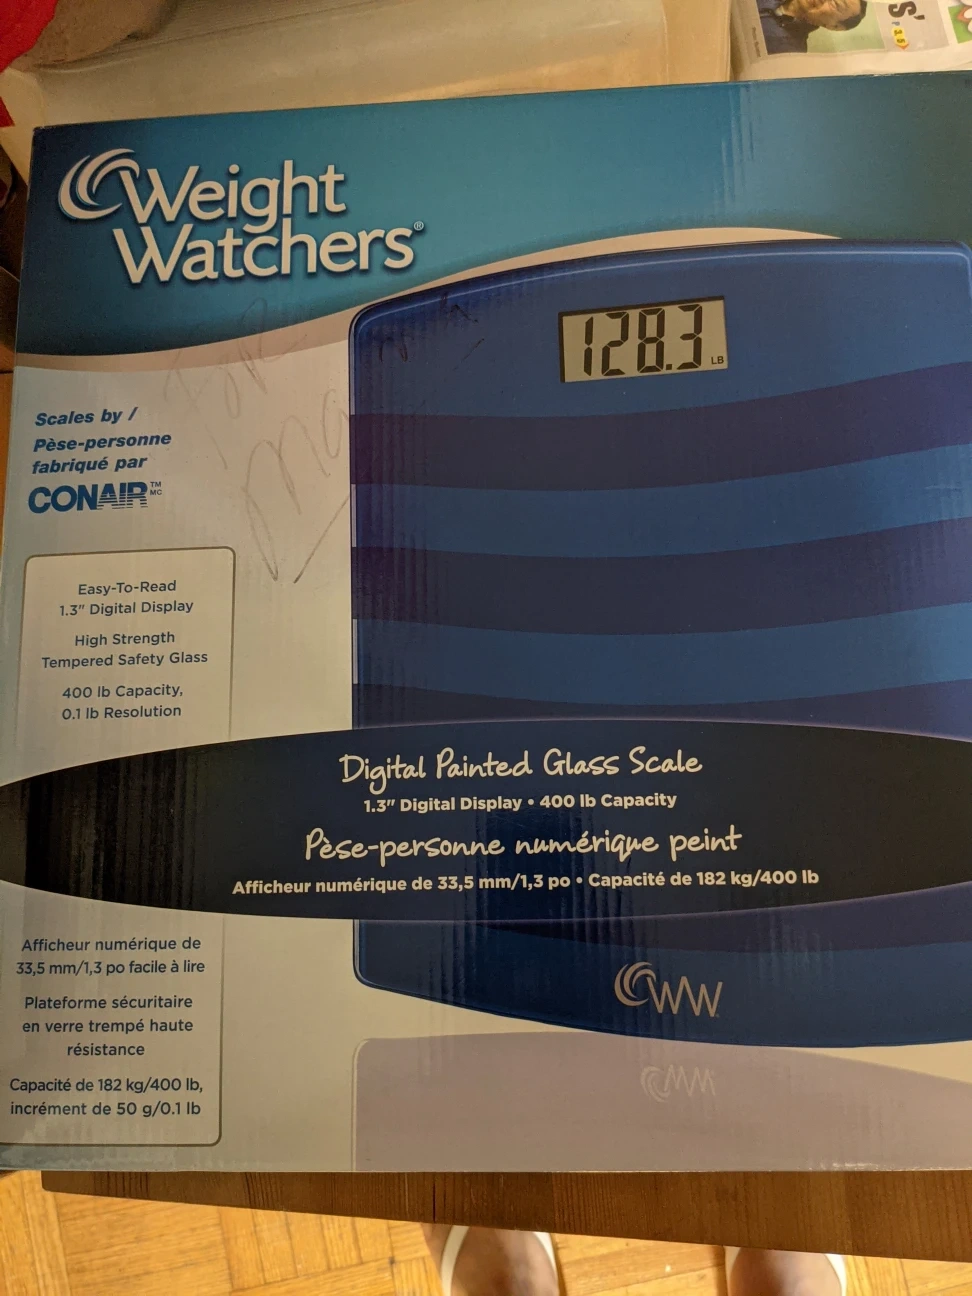 s',
Weight
Watchers®
128.3 LB
Scales by /
Pèse-personne
fabriqué par
CONAIR™ MC
Easy-To-Read
1.3" Digital Display
High Strength
Tempered Safety Glass
400 lb Capacity,
0.1 lb Resolution
Digital Painted Glass Scale
1.3" Digital Display • 400 lb Capacity
Pèse-personne numérique peint
Afficheur numérique de 33,5 mm/1,3 po • Capacité de 182 kg/400 lb
Afficheur numérique de
33,5 mm/1,3 po facile à lire
Plateforme sécuritaire
en verre trempé haute
résistance
Capacité de 182 kg/400 lb,
incrément de 50 g/0.1 lb
WW